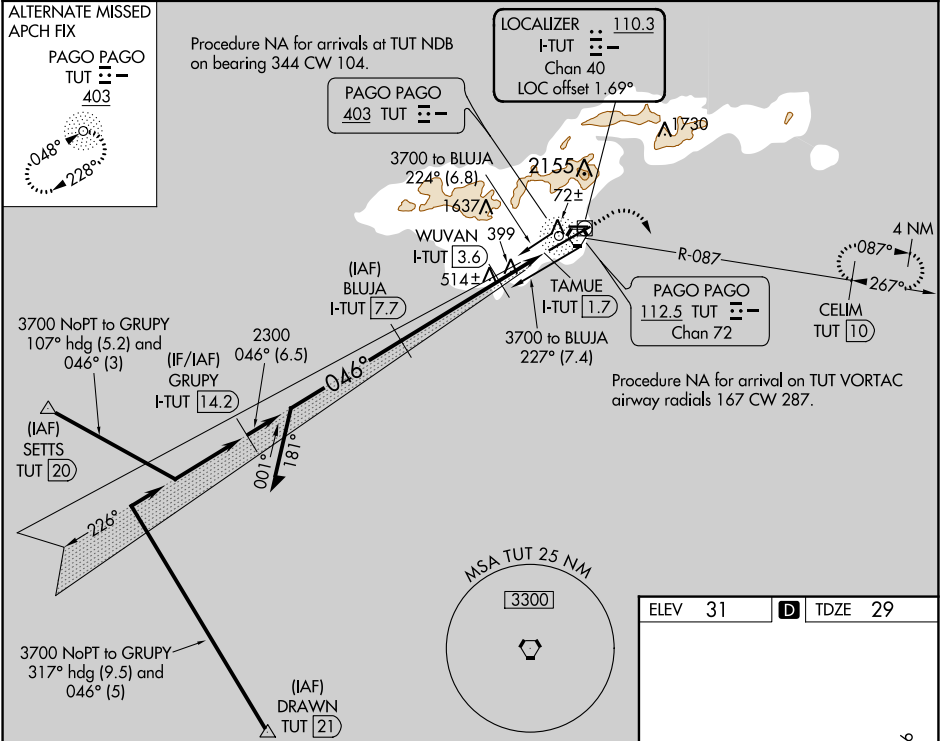 ALTERNATE MISSED
APCH FIX
PAGO PAGO
TUT
403
048°
228°
Procedure NA for arrivals at TUT NDB
on bearing 344 CW 104.
PAGO PAGO
403 TUT
LOCALIZER 110.3
I-TUT
Chan 40
LOC offset 1.69°
1730
3700 to BLUJA
224° (6.8)
2155
72±
1637
WUVAN
I-TUT 3.6
399
514±
(IAF)
BLUJA
I-TUT 7.7
TAMUE
I-TUT 1.7
R-087
4 NM
087°
267°
CELIM
TUT 10
PAGO PAGO
112.5 TUT
Chan 72
3700 to BLUJA
227° (7.4)
Procedure NA for arrival on TUT VORTAC
airway radials 167 CW 287.
3700 NoPT to GRUPY
107° hdg (5.2) and
046° (3)
2300
046° (6.5)
(IF/IAF)
GRUPY
I-TUT 14.2
046°
(IAF)
SETTS
TUT 20
001°
181°
226°
3700 NoPT to GRUPY
317° hdg (9.5) and
046° (5)
(IAF)
DRAWN
TUT 21
MSA TUT 25 NM
3300
ELEV 31 D TDZE 29